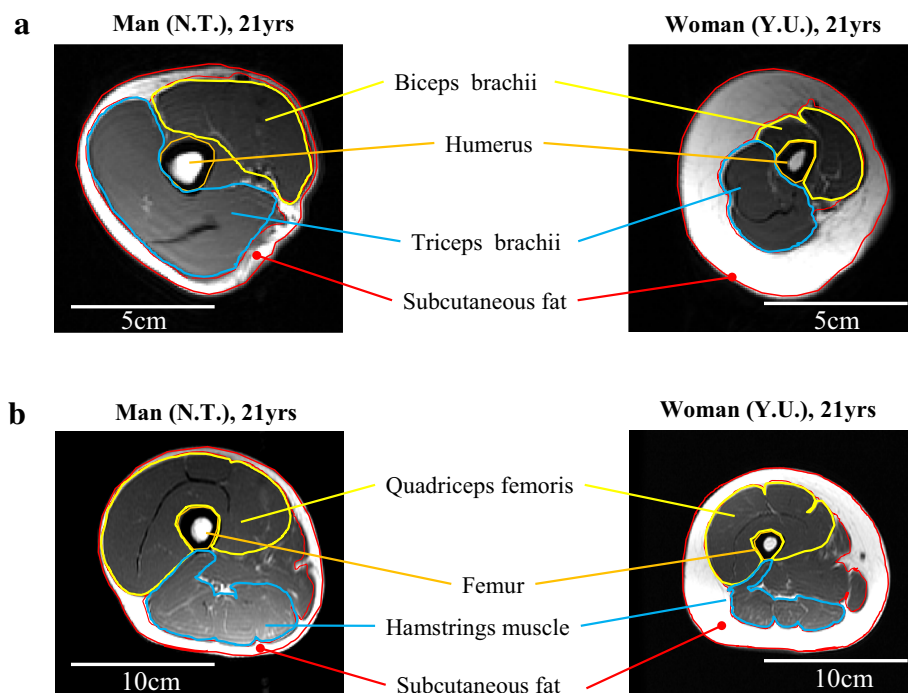 a
Man (N.T.), 21yrs
Woman (Y.U.), 21yrs
Biceps brachii
Humerus
Triceps brachii
Subcutaneous fat
5cm
5cm
b
Man (N.T.), 21yrs
Woman (Y.U.), 21yrs
Quadriceps femoris
Femur
Hamstrings muscle
Subcutaneous fat
10cm
10cm